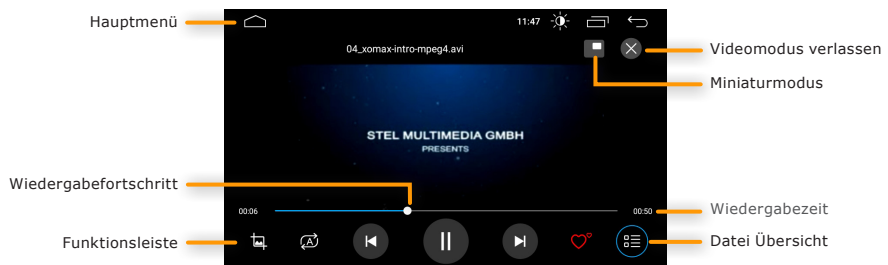 Hauptmenü
11:47
04_xomax-intro-mpeg4.avi
Videomodus verlassen
Miniaturmodus
STEL MULTIMEDIA GMBH
PRESENTS
Wiedergabefortschritt
00:06
00:50
Wiedergabezeit
Funktionsleiste
A
Datei Übersicht